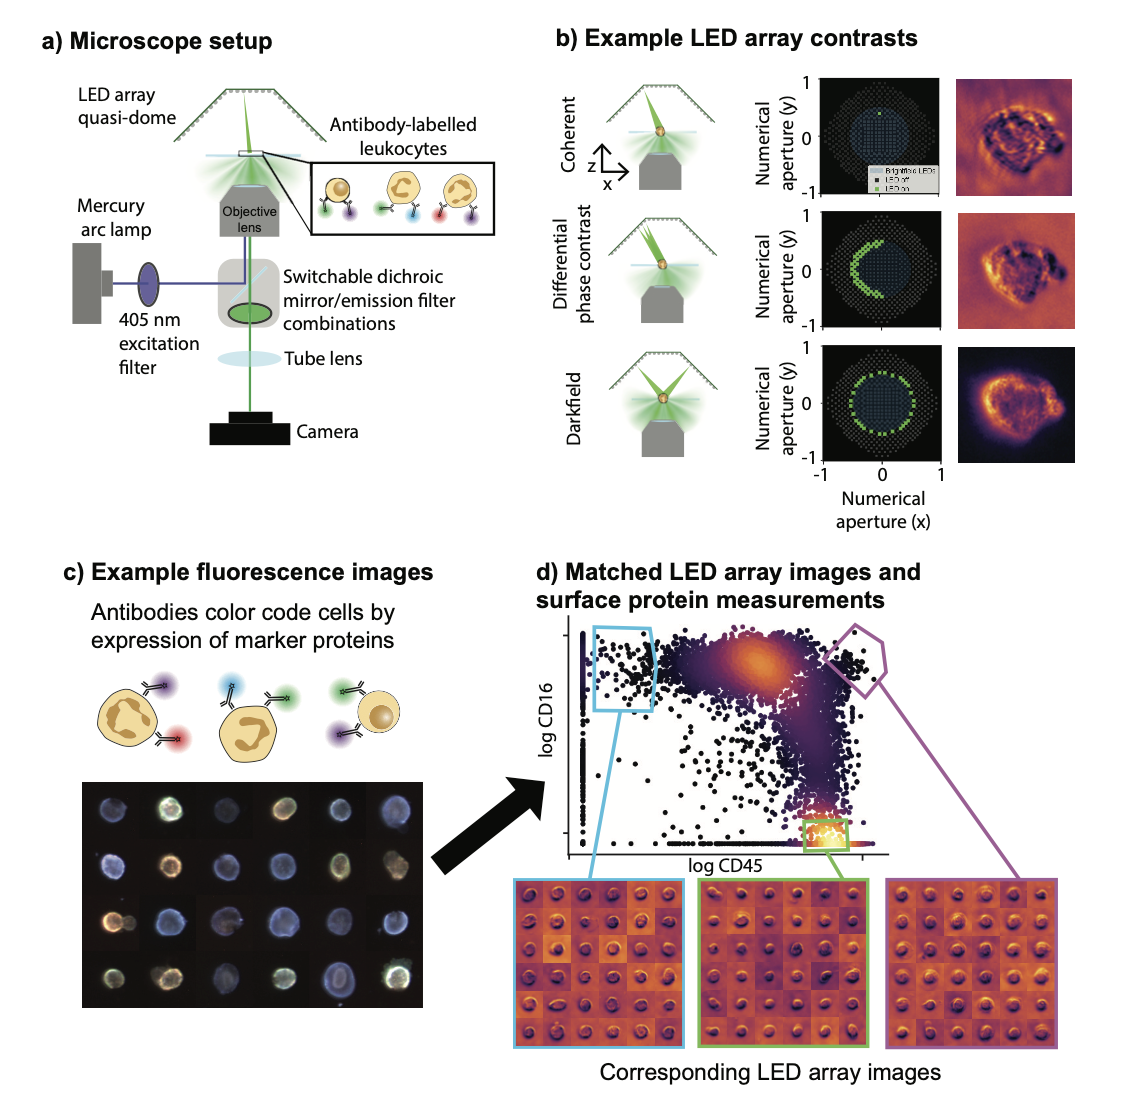 a) Microscope setup
LED array
quasi-dome
Antibody-labelled
leukocytes
Mercury
arc lamp
Objective
lens
Switchable dichroic
mirror/emission filter
combinations
405 nm
excitation
filter
Tube lens
Camera
b) Example LED array contrasts
Coherent
z
x
Numerical
aperture (y)
1
0
-1
Brightfield LEDs
LED off
LED on
Differential
phase contrast
Numerical
aperture (y)
1
0
-1
Darkfield
Numerical
aperture (y)
1
0
-1
-1 0 1
Numerical
aperture (x)
c) Example fluorescence images
Antibodies color code cells by
expression of marker proteins
d) Matched LED array images and
surface protein measurements
log CD16
log CD45
Corresponding LED array images